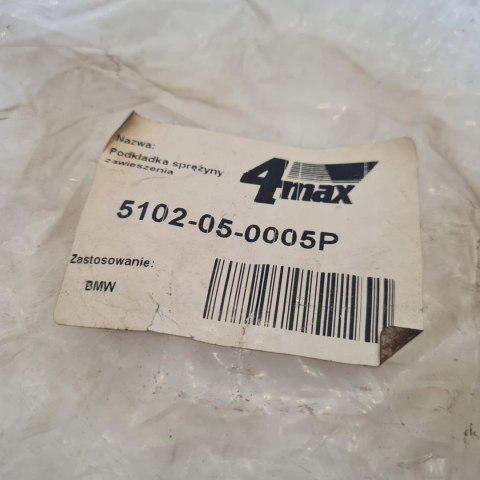 Nazwa:
Podkładka sprężyny
zawieszenia
4max
5102-05-0005P
Zastosowanie:
BMW